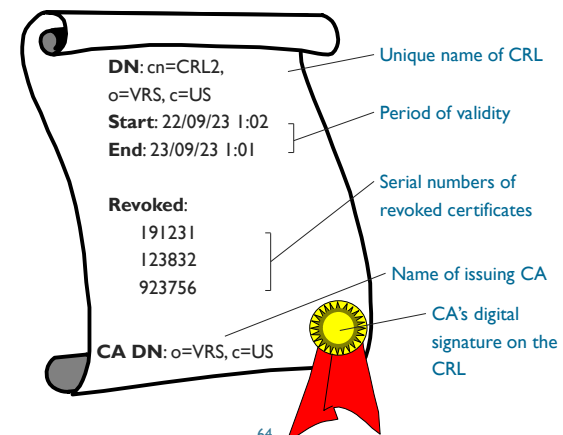 DN: cn=CRL2,
o=VRS, c=US
Start: 22/09/23 1:02
End: 23/09/23 1:01
Revoked:
191231
123832
923756
CA DN: o=VRS, c=US
Unique name of CRL
Period of validity
Serial numbers of
revoked certificates
Name of issuing CA
CA's digital
signature on the
CRL
64